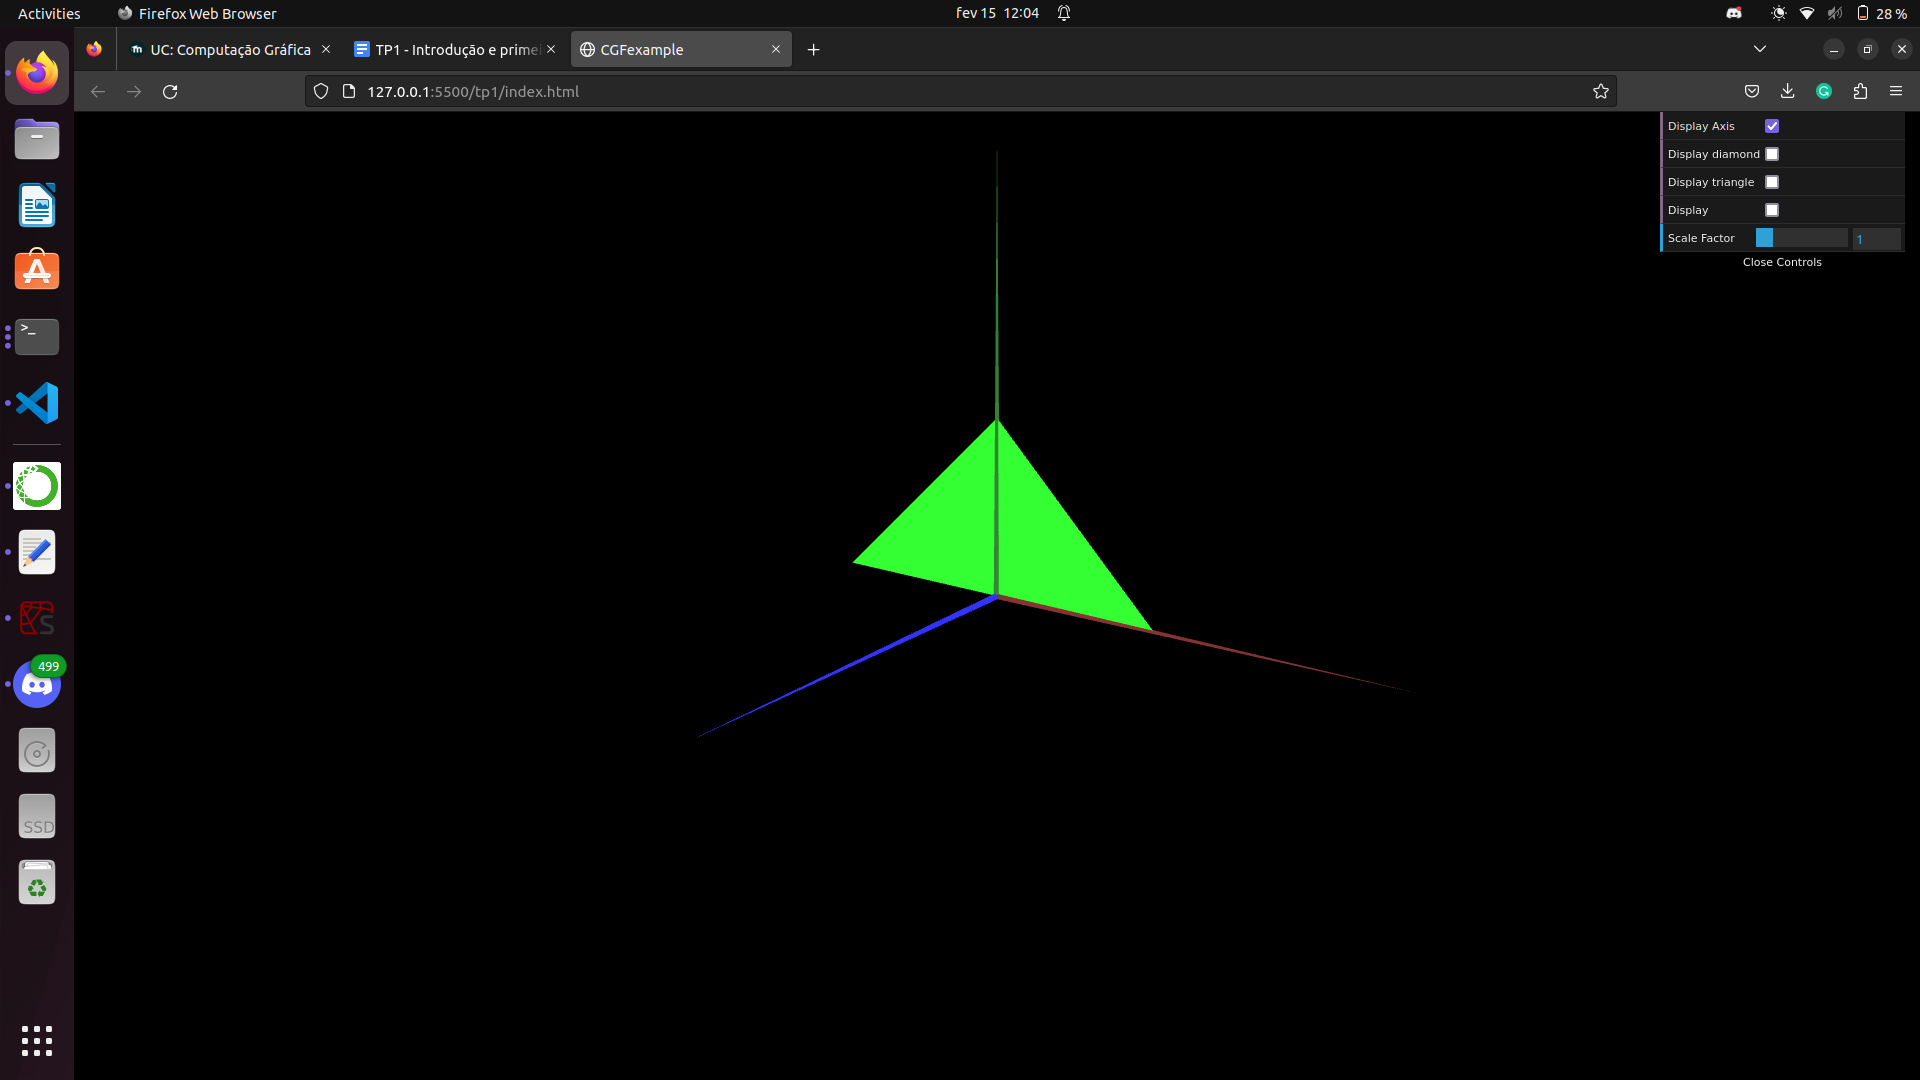 Activities
Firefox Web Browser
fev 15 12:04
28 %
UC: Computação Gráfica
TP1 - Introdução e prime
CGFexample
127.0.0.1:5500/tp1/index.html
Display Axis
Display diamond
Display triangle
Display
Scale Factor
1
Close Controls
>_
S
499
SSD